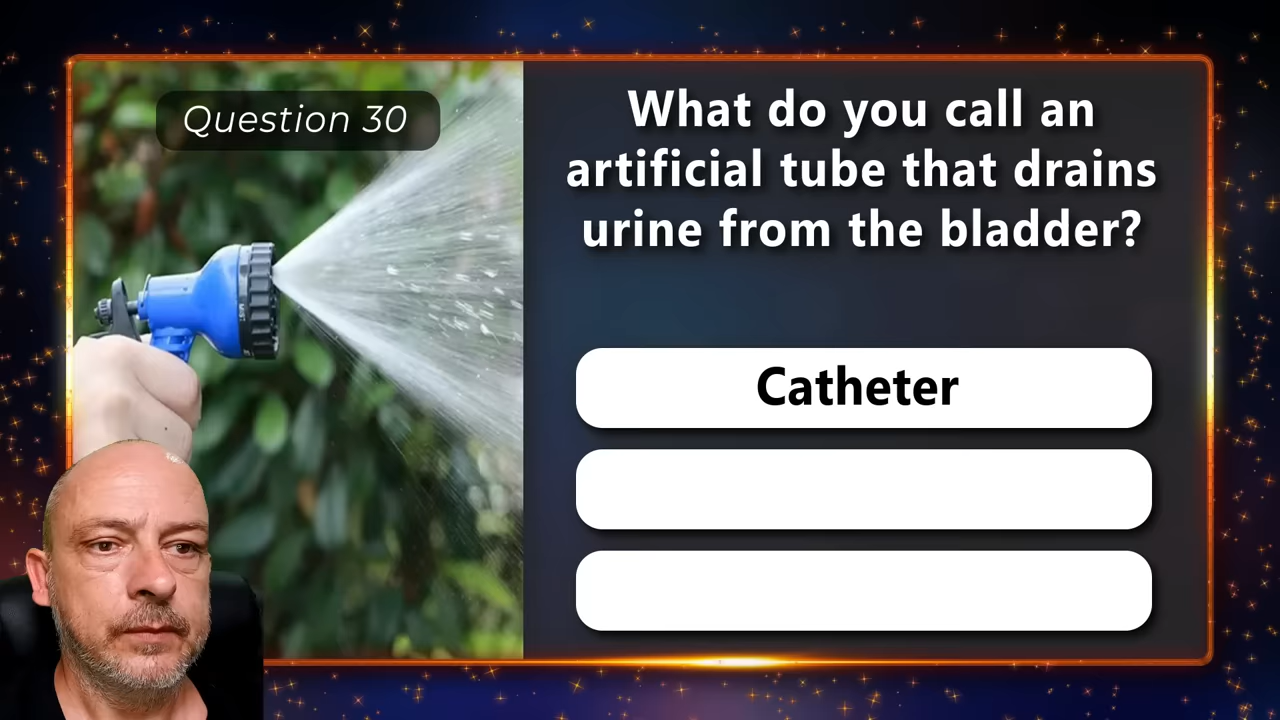 Question 30
What do you call an
artificial tube that drains
urine from the bladder?
Catheter